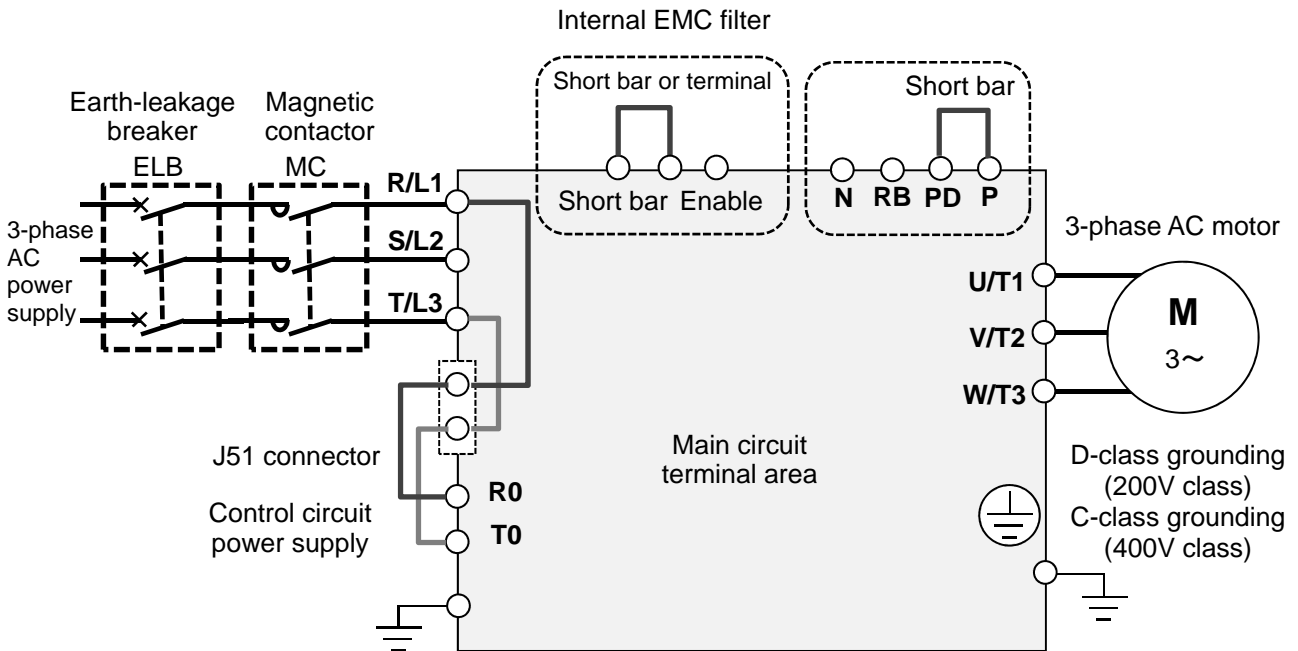 Internal EMC filter
Short bar or terminal
Short bar
Earth-leakage
breaker
ELB
Magnetic
contactor
MC
R/L1
S/L2
T/L3
3-phase
AC
power
supply
Short bar Enable
N RB PD P
3-phase AC motor
U/T1
V/T2
W/T3
M
3～
J51 connector
Main circuit
terminal area
R0
T0
Control circuit
power supply
D-class grounding
(200V class)
C-class grounding
(400V class)